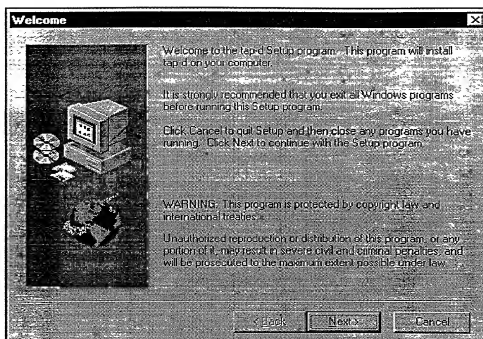 Welcome
Welcome to the tap-d Setup program. This program will install
tap-d on your computer.
It is strongly recommended that you exit all Windows programs
before running this Setup program.
Click Cancel to quit Setup and then close any programs you have
running. Click Next to continue with the Setup program.
WARNING: This program is protected by copyright law and
international treaties.
Unauthorized reproduction or distribution of this program, or any
portion of it, may result in severe civil and criminal penalties, and
will be prosecuted to the maximum extent possible under law.
< Back Next > Cancel